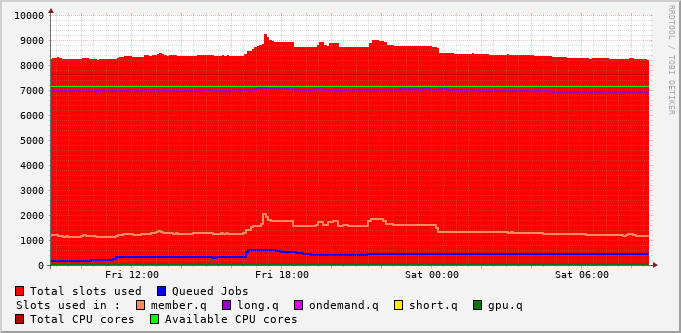 10000
9000
8000
7000
6000
5000
4000
3000
2000
1000
0
Fri 12:00 Fri 18:00 Sat 00:00 Sat 06:00
RRDTOOL / TOBI OETIKER
Total slots used Queued Jobs
Slots used in : member.q long.q ondemand.q short.q gpu.q
Total CPU cores Available CPU cores